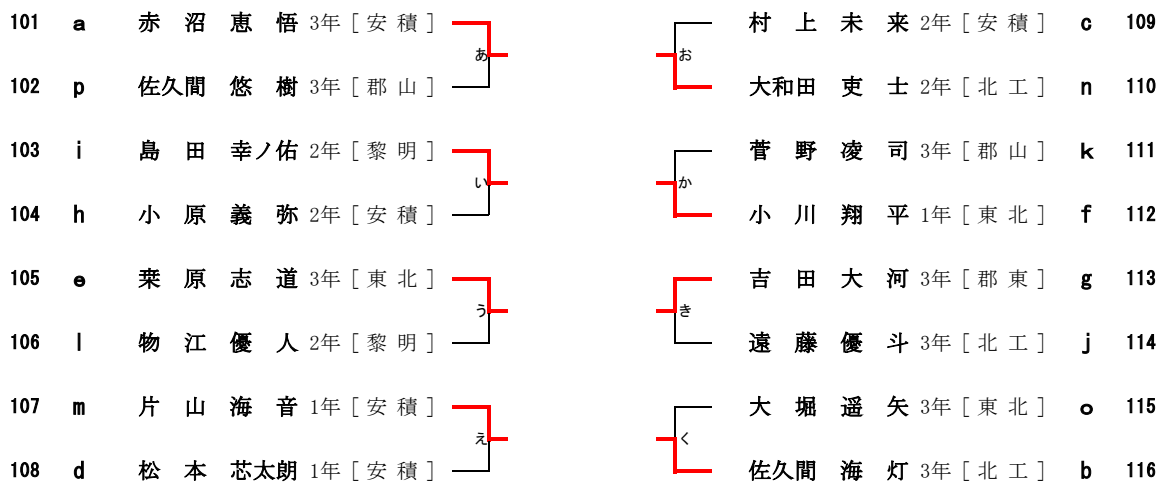 101 a 赤 沼 恵 悟 3年 [ 安 積 ]
あ
102 p 佐久間 悠 樹 3年 [ 郡 山 ]
103 i 島 田 幸ノ佑 2年 [ 黎 明 ]
い
104 h 小 原 義 弥 2年 [ 安 積 ]
105 e 桒 原 志 道 3年 [ 東 北 ]
う
106 l 物 江 優 人 2年 [ 黎 明 ]
107 m 片 山 海 音 1年 [ 安 積 ]
え
108 d 松 本 芯太朗 1年 [ 安 積 ]
村 上 未 来 2年 [ 安 積 ] c 109
お
大和田 吏 士 2年 [ 北 工 ] n 110
菅 野 凌 司 3年 [ 郡 山 ] k 111
か
小 川 翔 平 1年 [ 東 北 ] f 112
吉 田 大 河 3年 [ 郡 東 ] g 113
き
遠 藤 優 斗 3年 [ 北 工 ] j 114
大 堀 遥 矢 3年 [ 東 北 ] o 115
く
佐久間 海 灯 3年 [ 北 工 ] b 116